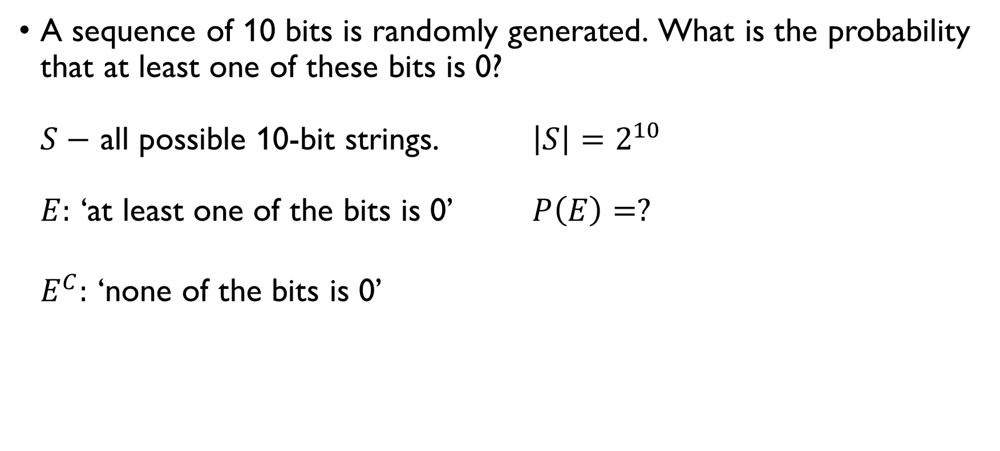 • A sequence of 10 bits is randomly generated. What is the probability
that at least one of these bits is 0?
S – all possible 10-bit strings. |S| = 2¹⁰
E: ‘at least one of the bits is 0’ P(E) =?
Eᶜ: ‘none of the bits is 0’